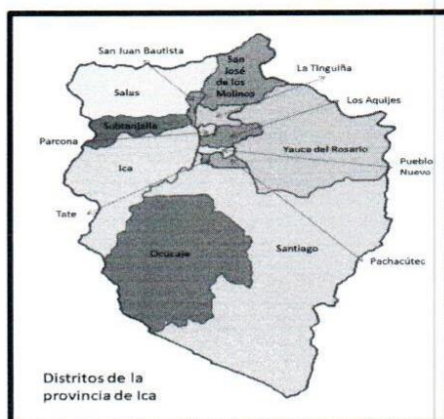 San Juan Bautista
San
José
de los
Molinos
La Tinguiña
Salas
Los Aquijes
Subtanjalla
Parcona
Yauca del Rosario
Ica
Pueblo
Nuevo
Tate
Ocucaje
Santiago
Pachacútec
Distritos de la
provincia de Ica